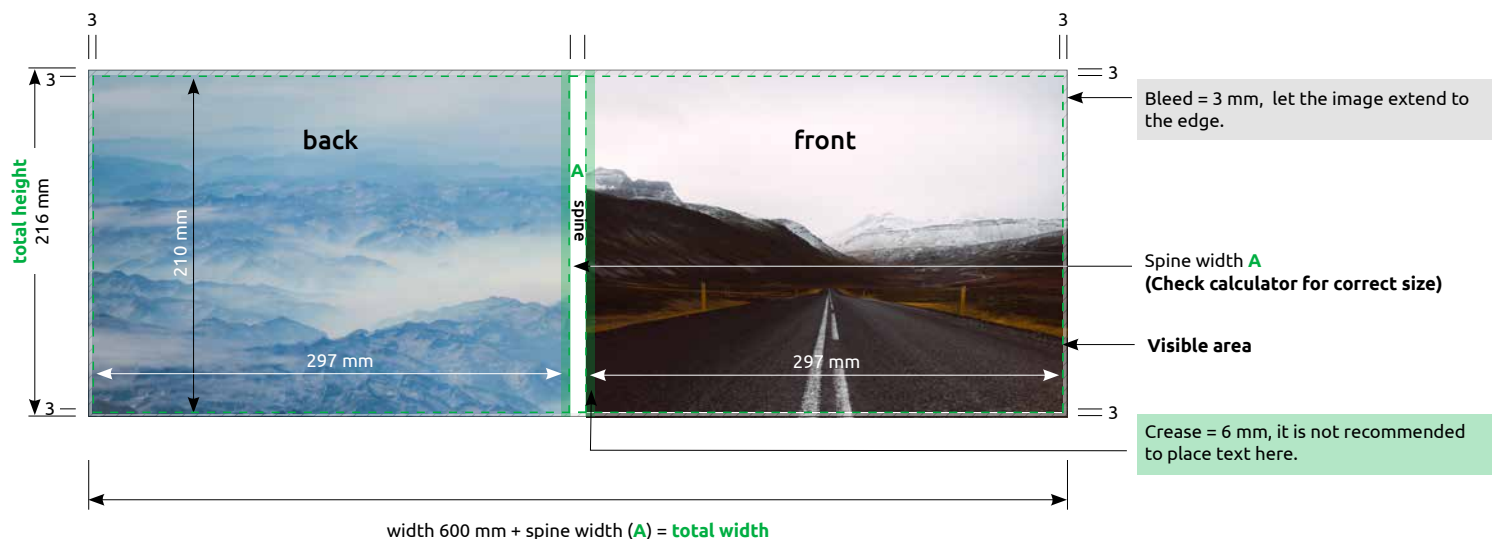 3
3
3
3
back
front
Bleed = 3 mm, let the image extend to
the edge.
total height
216 mm
210 mm
A
spine
Spine width A
(Check calculator for correct size)
Visible area
297 mm
297 mm
3
3
Crease = 6 mm, it is not recommended
to place text here.
width 600 mm + spine width (A) = total width